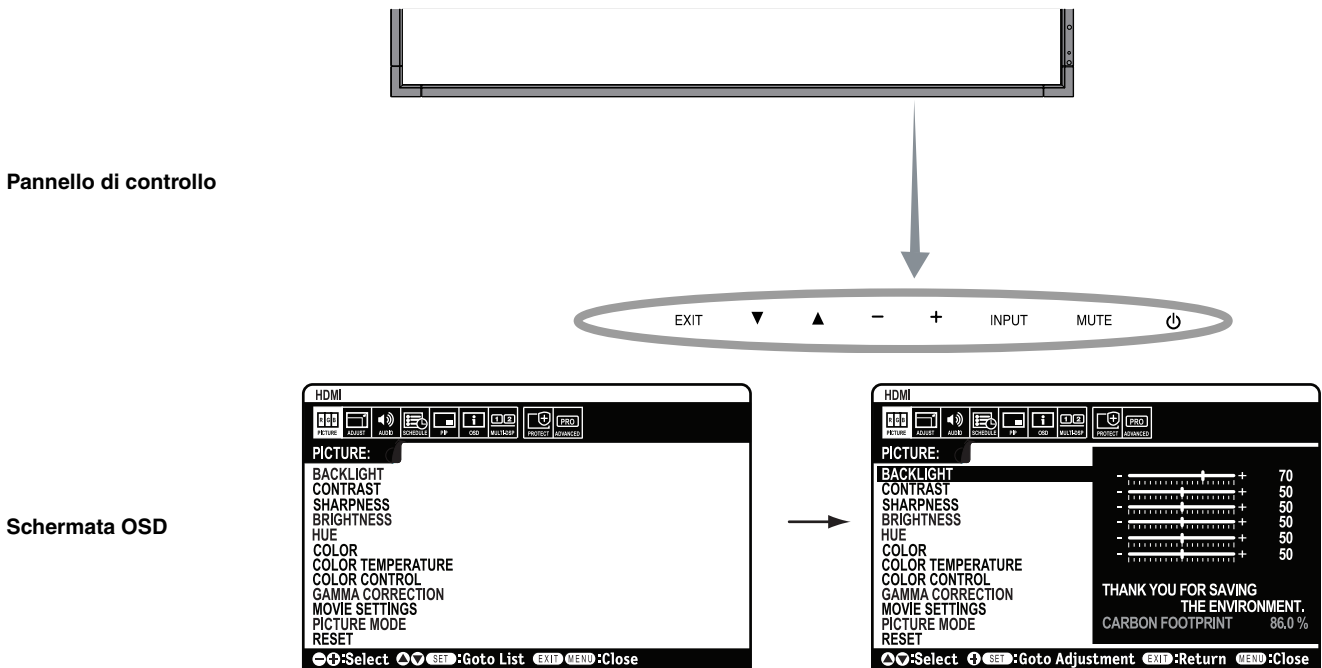 Pannello di controllo
EXIT ▼ ▲ − + INPUT MUTE
Schermata OSD
HDMI
RGB
PICTURE ADJUST AUDIO SCHEDULE PIP OSD MULTI-DSP PROTECT PRO ADVANCED
PICTURE:
BACKLIGHT
CONTRAST
SHARPNESS
BRIGHTNESS
HUE
COLOR
COLOR TEMPERATURE
COLOR CONTROL
GAMMA CORRECTION
MOVIE SETTINGS
PICTURE MODE
RESET
:Select SET :Goto List EXIT MENU :Close
HDMI
RGB
PICTURE ADJUST AUDIO SCHEDULE PIP OSD MULTI-DSP PROTECT PRO ADVANCED
PICTURE:
BACKLIGHT - + 70
CONTRAST - + 50
SHARPNESS - + 50
BRIGHTNESS - + 50
HUE - + 50
COLOR - + 50
COLOR TEMPERATURE
COLOR CONTROL
GAMMA CORRECTION
MOVIE SETTINGS
PICTURE MODE
RESET
THANK YOU FOR SAVING
THE ENVIRONMENT.
CARBON FOOTPRINT 86.0 %
:Select SET :Goto Adjustment EXIT :Return MENU :Close